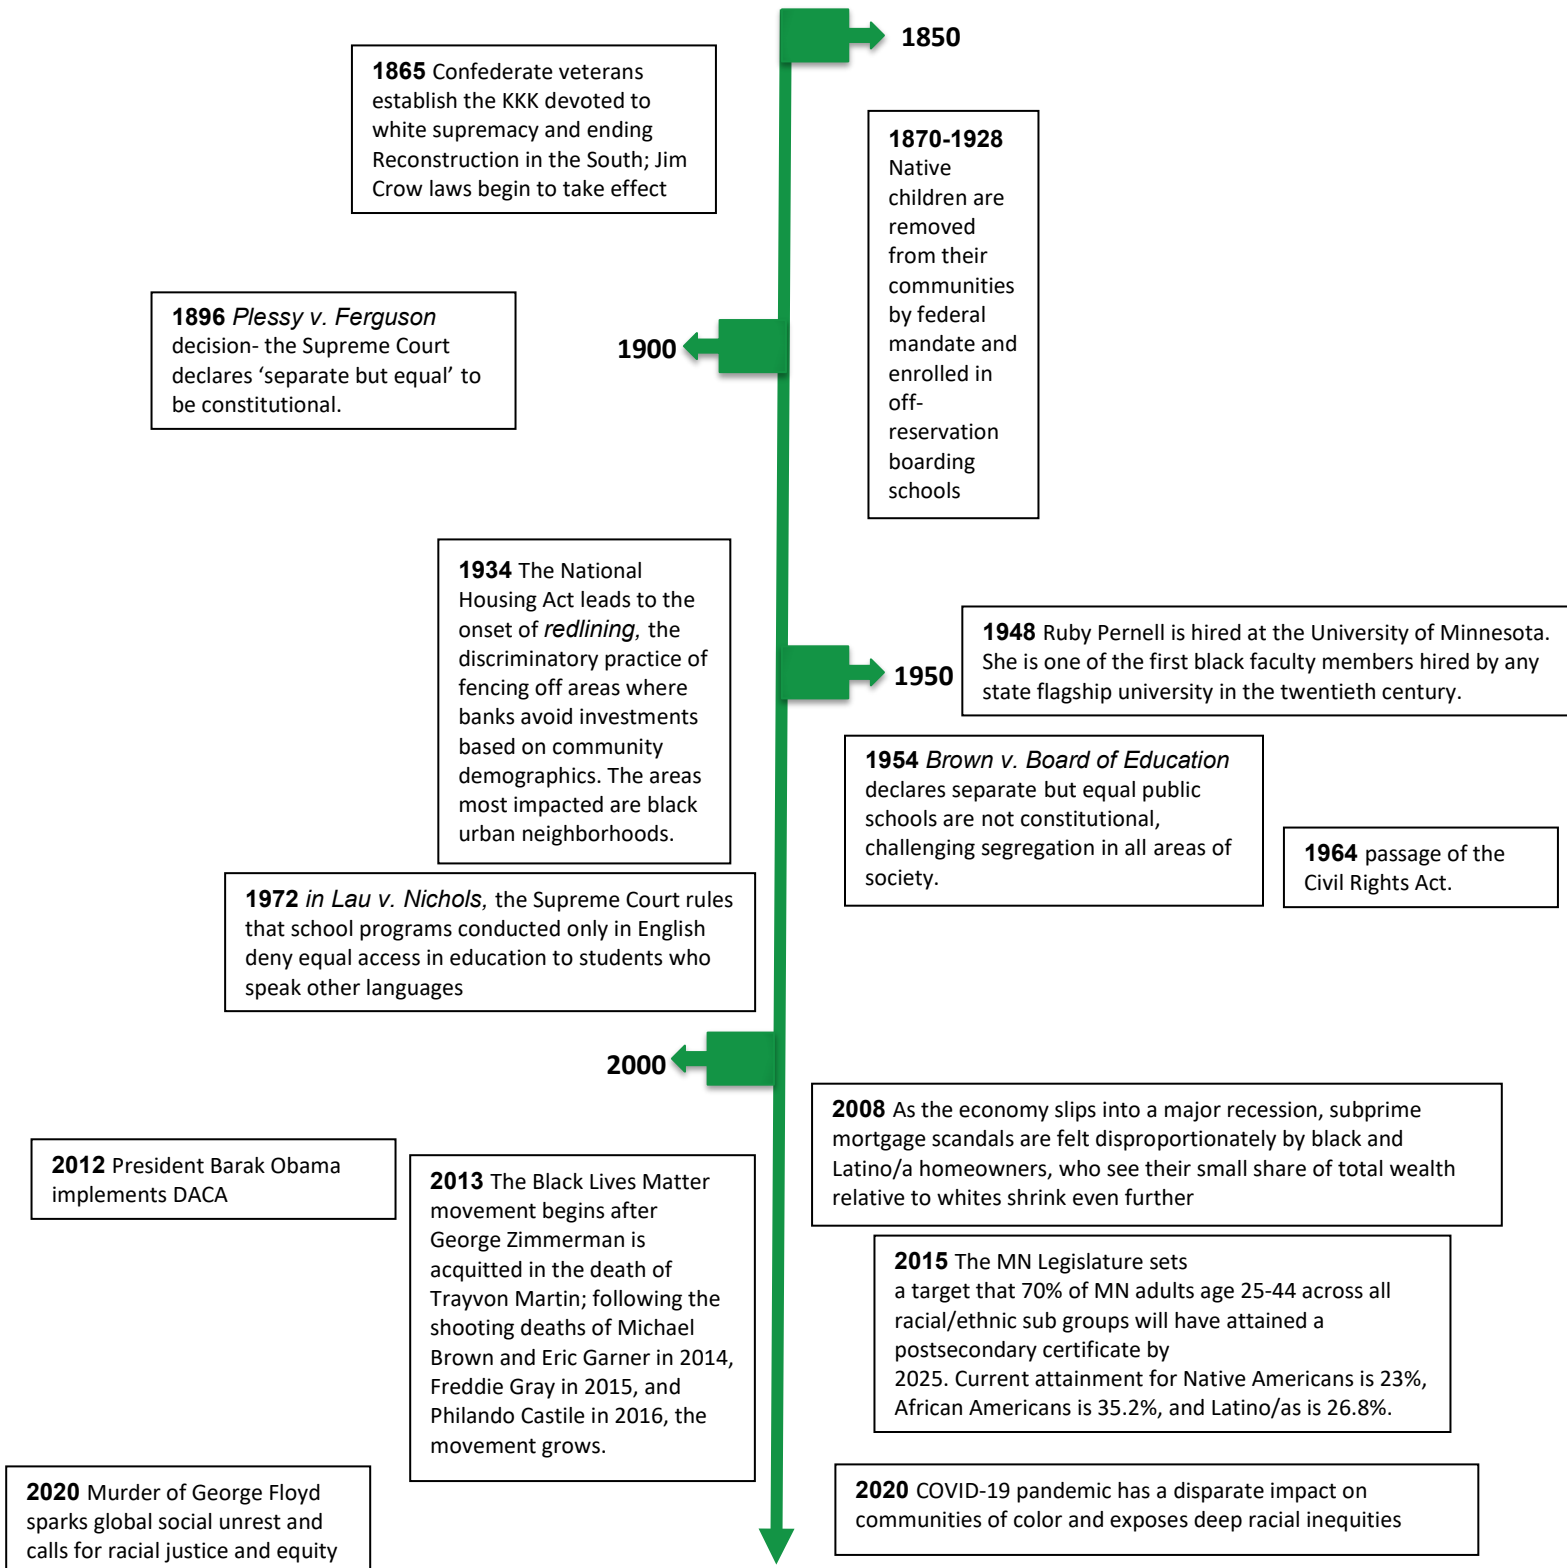 1850
1865 Confederate veterans
establish the KKK devoted to
white supremacy and ending
Reconstruction in the South; Jim
Crow laws begin to take effect
1870-1928
Native
children are
removed
from their
communities
by federal
mandate and
enrolled in
off-
reservation
boarding
schools
1896 Plessy v. Ferguson
decision- the Supreme Court
declares ‘separate but equal’ to
be constitutional.
1900
1934 The National
Housing Act leads to the
onset of redlining, the
discriminatory practice of
fencing off areas where
banks avoid investments
based on community
demographics. The areas
most impacted are black
urban neighborhoods.
1948 Ruby Pernell is hired at the University of Minnesota.
She is one of the first black faculty members hired by any
state flagship university in the twentieth century.
1950
1954 Brown v. Board of Education
declares separate but equal public
schools are not constitutional,
challenging segregation in all areas of
society.
1964 passage of the
Civil Rights Act.
1972 in Lau v. Nichols, the Supreme Court rules
that school programs conducted only in English
deny equal access in education to students who
speak other languages
2000
2008 As the economy slips into a major recession, subprime
mortgage scandals are felt disproportionately by black and
Latino/a homeowners, who see their small share of total wealth
relative to whites shrink even further
2012 President Barak Obama
implements DACA
2013 The Black Lives Matter
movement begins after
George Zimmerman is
acquitted in the death of
Trayvon Martin; following the
shooting deaths of Michael
Brown and Eric Garner in 2014,
Freddie Gray in 2015, and
Philando Castile in 2016, the
movement grows.
2015 The MN Legislature sets
a target that 70% of MN adults age 25-44 across all
racial/ethnic sub groups will have attained a
postsecondary certificate by
2025. Current attainment for Native Americans is 23%,
African Americans is 35.2%, and Latino/as is 26.8%.
2020 Murder of George Floyd
sparks global social unrest and
calls for racial justice and equity
2020 COVID-19 pandemic has a disparate impact on
communities of color and exposes deep racial inequities